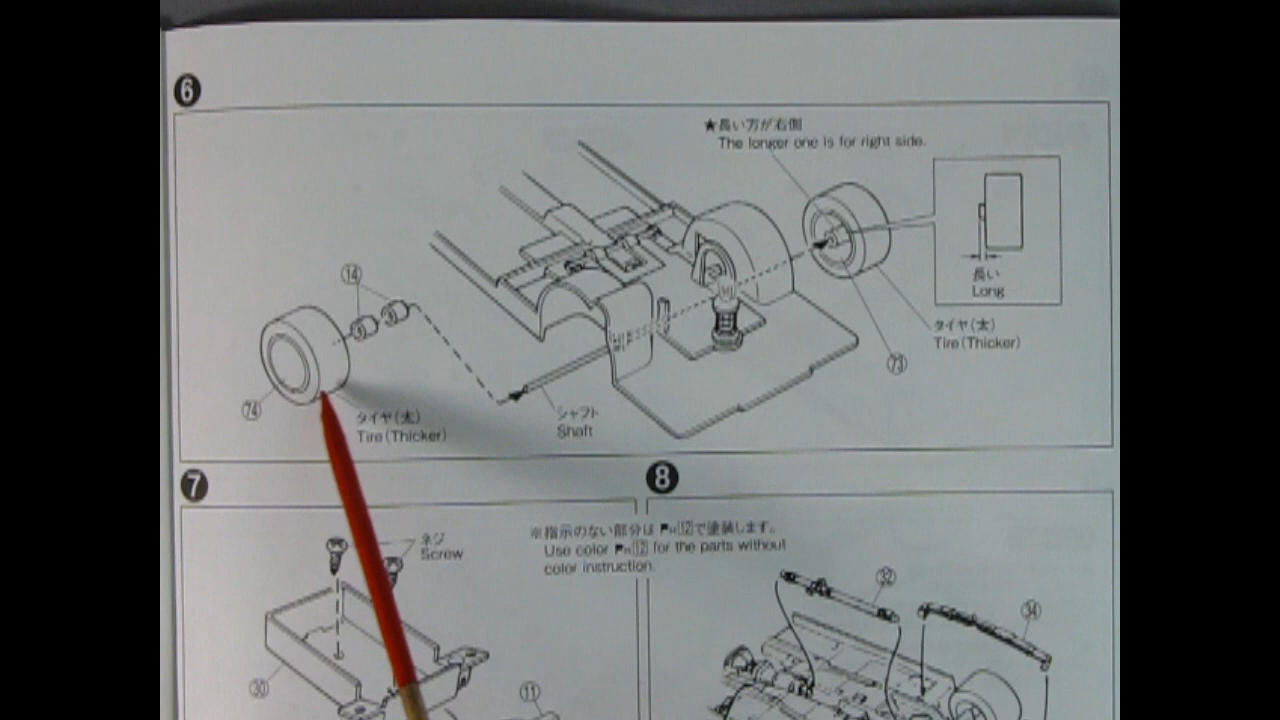 6
★長い方が右側
The longer one is for right side.
14
長い
Long
タイヤ(太)
Tire (Thicker)
73
74
タイヤ(太)
Tire (Thicker)
シャフト
Shaft
7
ネジ
Screw
30
11
8
※指示のない部分は 12で塗装します。
Use color 12 for the parts without
color instruction.
32
34